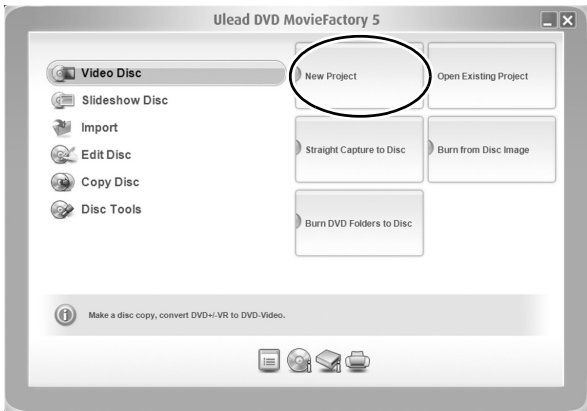 Ulead DVD MovieFactory 5
Video Disc
Slideshow Disc
Import
Edit Disc
Copy Disc
Disc Tools
New Project
Open Existing Project
Straight Capture to Disc
Burn from Disc Image
Burn DVD Folders to Disc
Make a disc copy, convert DVD+/-VR to DVD-Video.